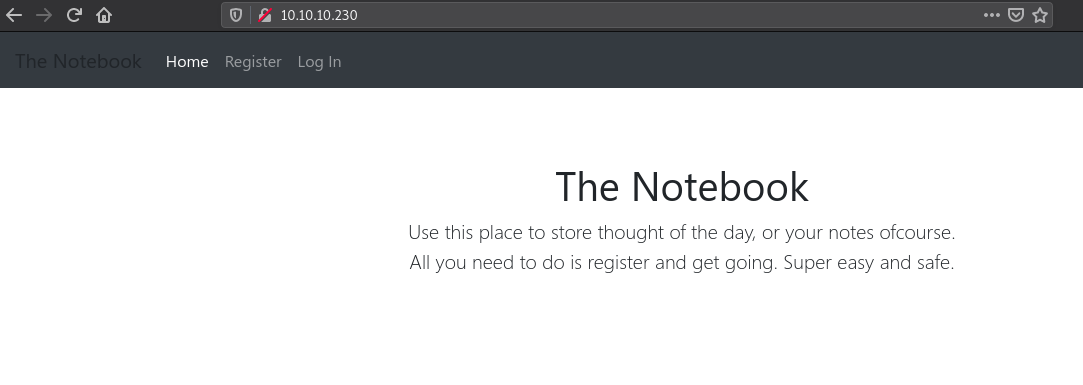 10.10.10.230
The Notebook Home Register Log In
The Notebook
Use this place to store thought of the day, or your notes ofcourse.
All you need to do is register and get going. Super easy and safe.